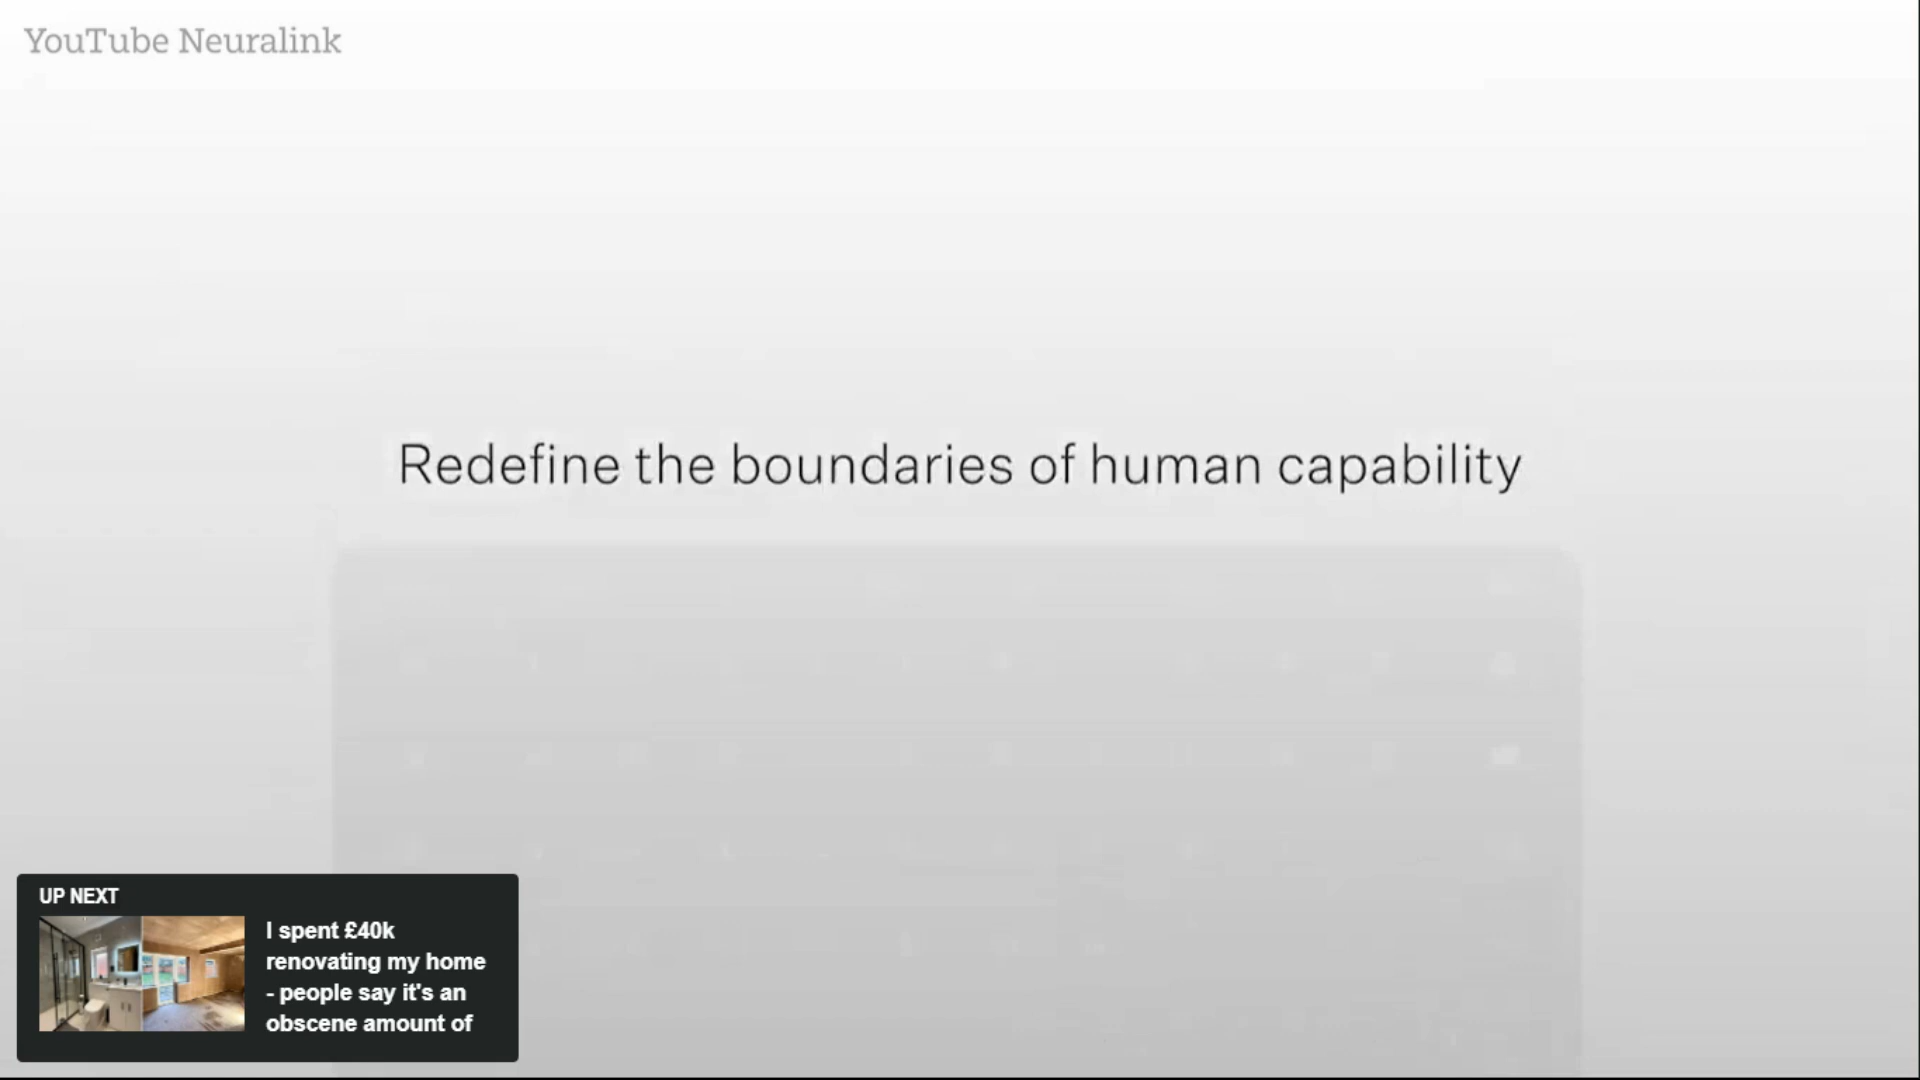 YouTube Neuralink
Redefine the boundaries of human capability
UP NEXT
I spent £40k
renovating my home
- people say it's an
obscene amount of